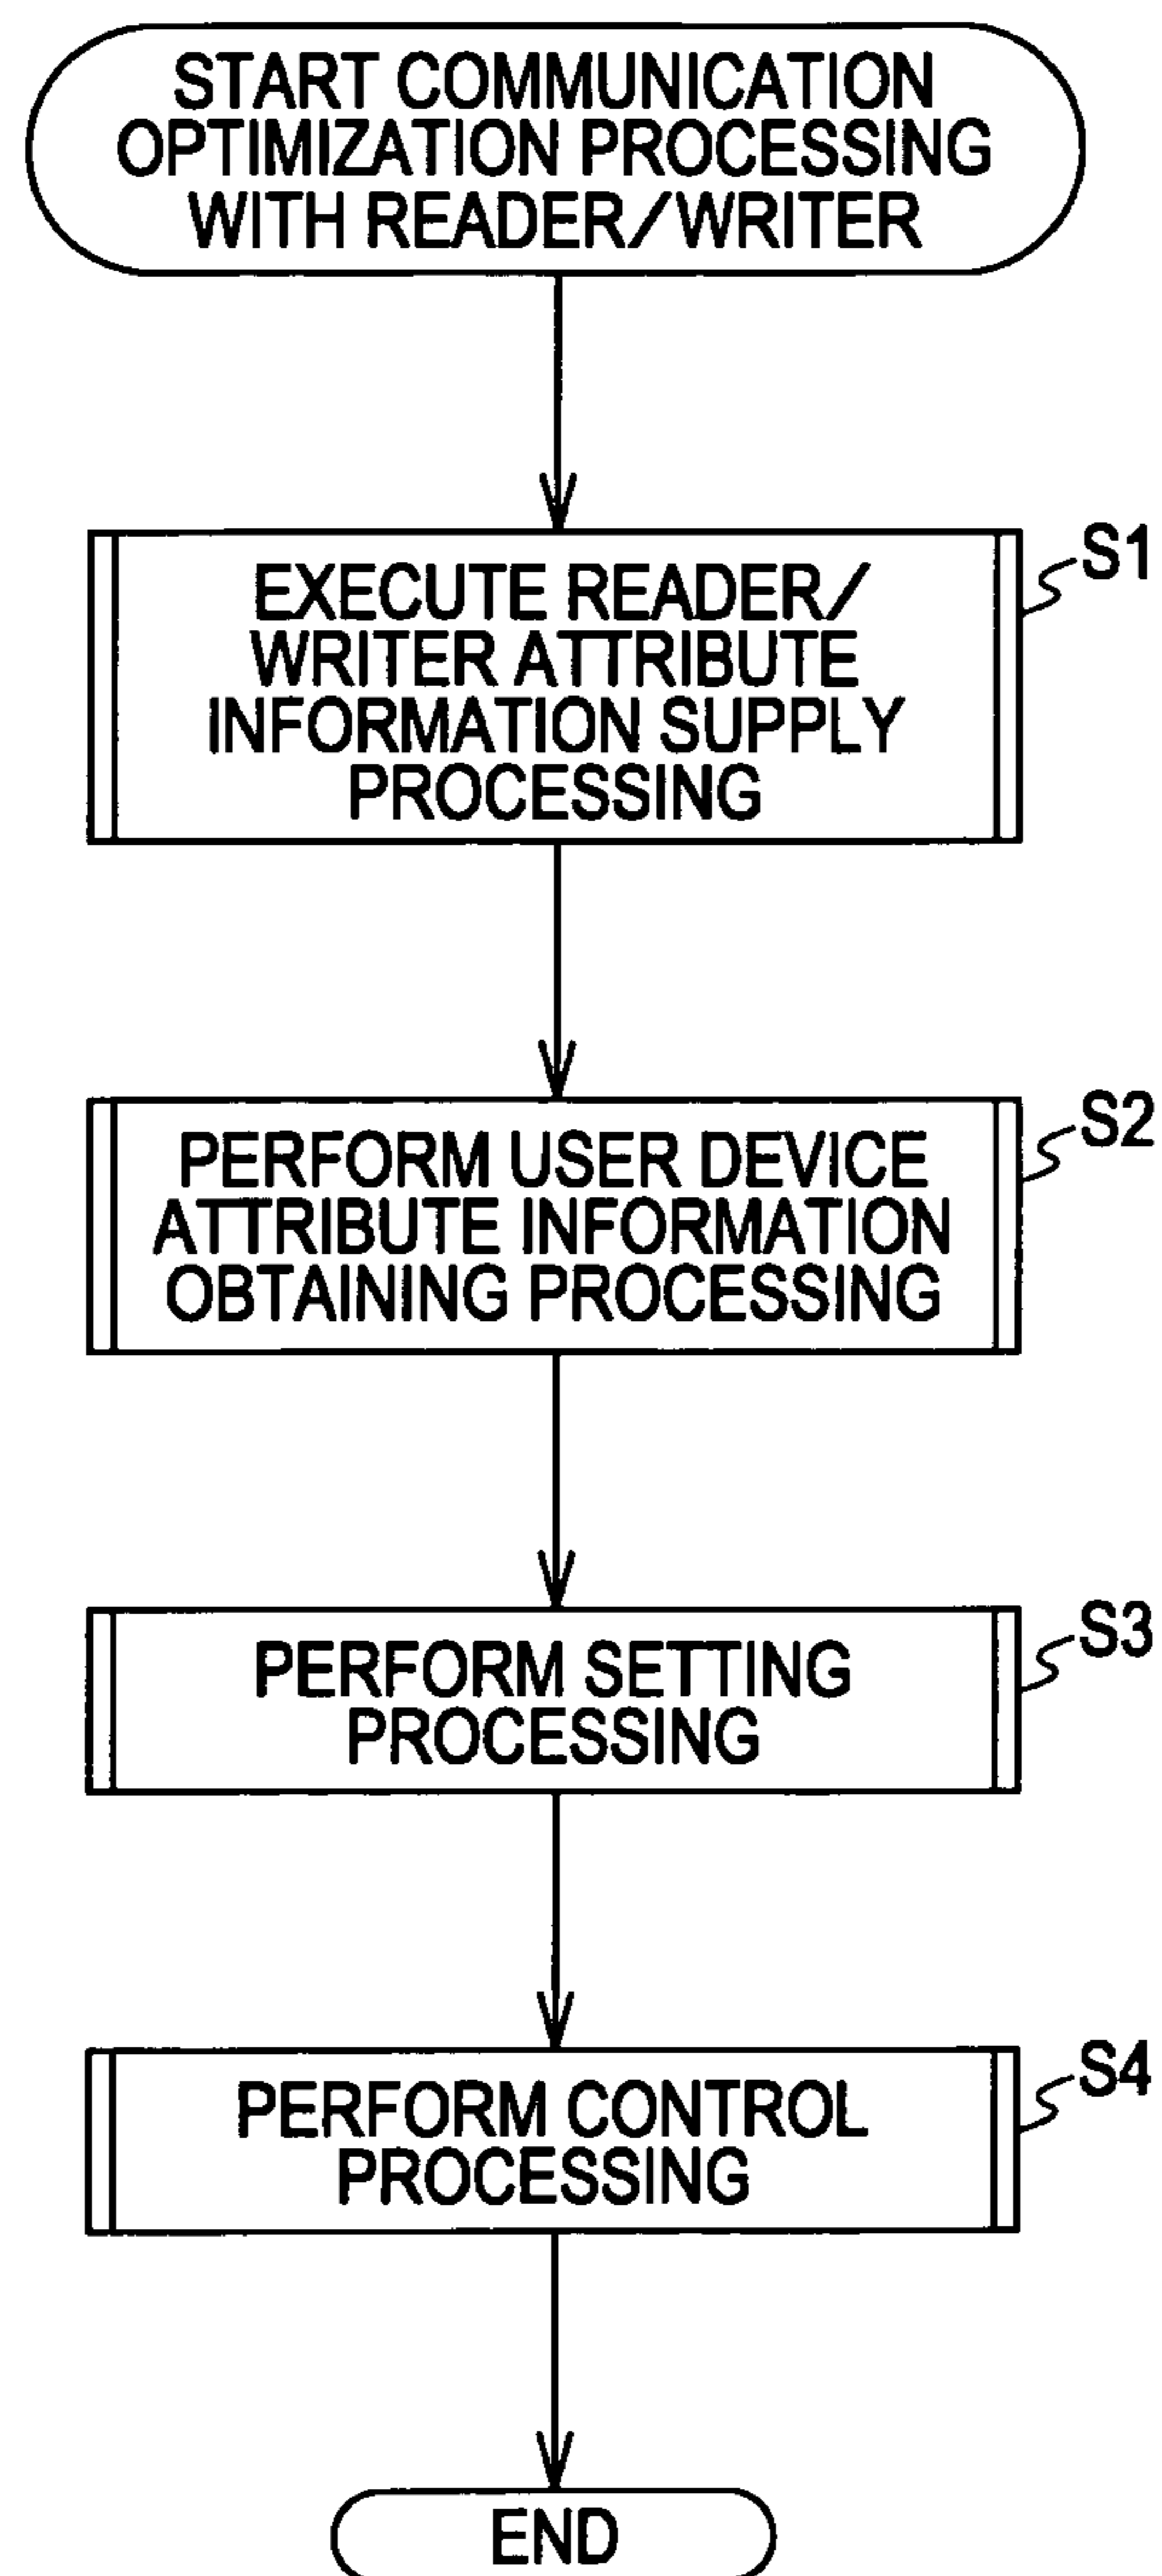 START COMMUNICATION
OPTIMIZATION PROCESSING
WITH READER/WRITER
S1
EXECUTE READER/
WRITER ATTRIBUTE
INFORMATION SUPPLY
PROCESSING
S2
PERFORM USER DEVICE
ATTRIBUTE INFORMATION
OBTAINING PROCESSING
S3
PERFORM SETTING
PROCESSING
S4
PERFORM CONTROL
PROCESSING
END